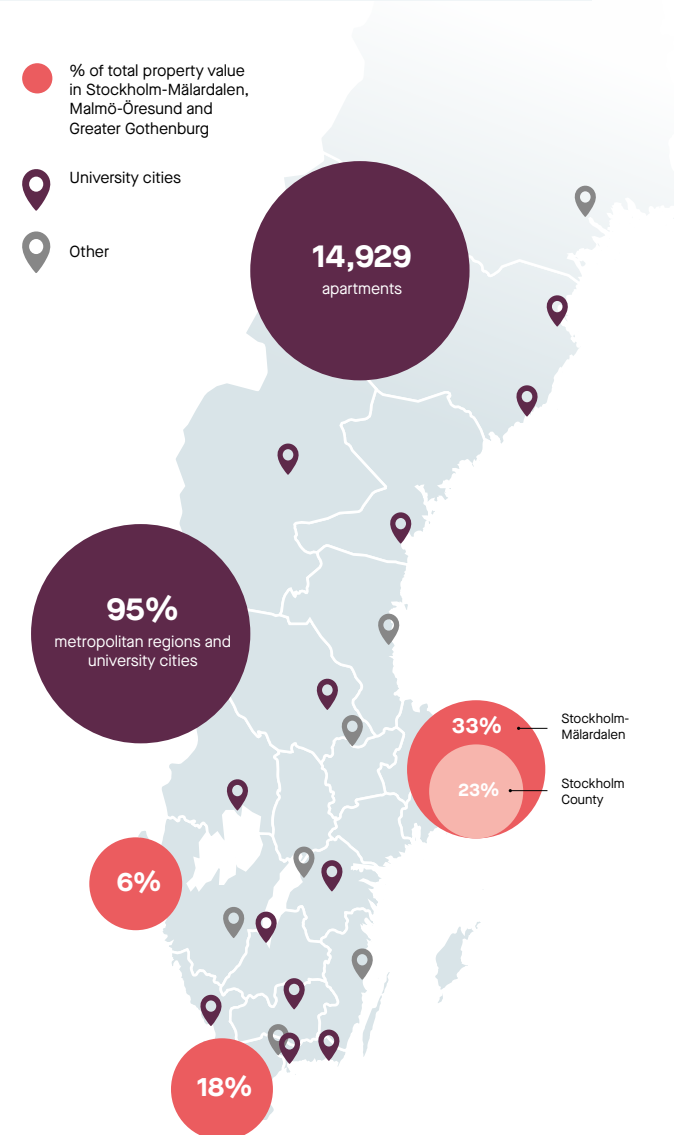 % of total property value
in Stockholm-Mälardalen,
Malmö-Öresund and
Greater Gothenburg
University cities
Other
14,929
apartments
95%
metropolitan regions and
university cities
33%
Stockholm-
Mälardalen
23%
Stockholm
County
6%
18%